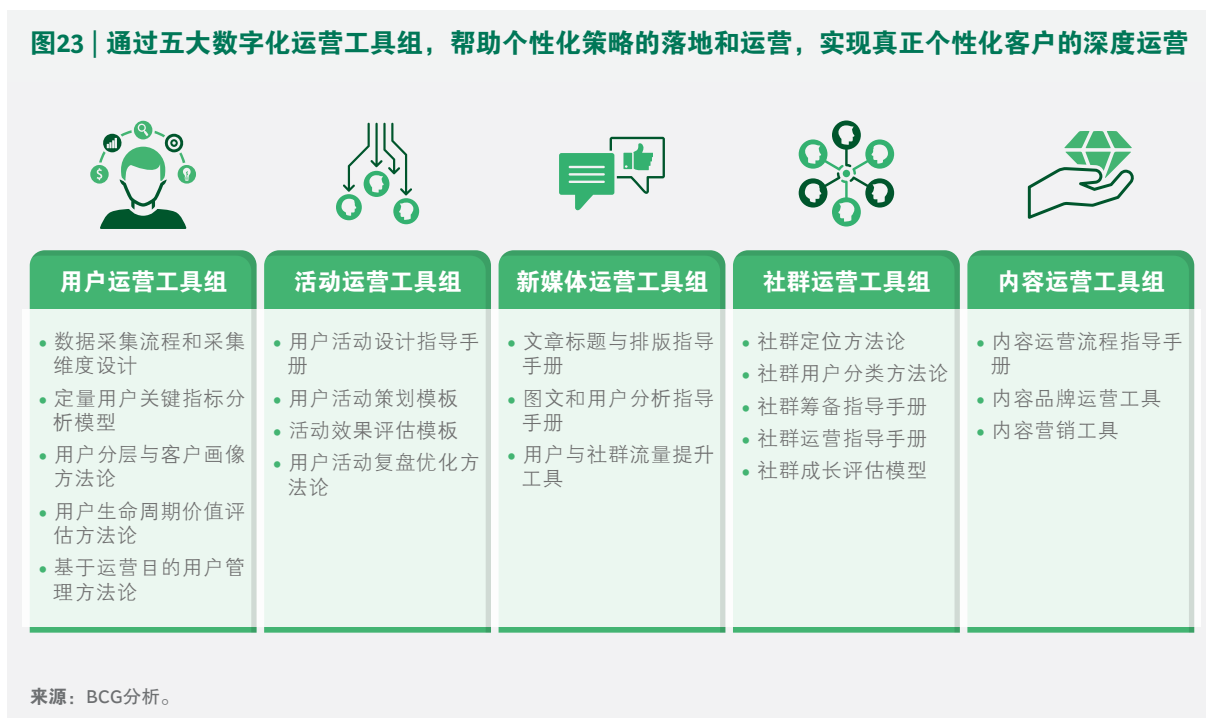 图23 | 通过五大数字化运营工具组，帮助个性化策略的落地和运营，实现真正个性化客户的深度运营
用户运营工具组
• 数据采集流程和采集
维度设计
• 定量用户关键指标分
析模型
• 用户分层与客户画像
方法论
• 用户生命周期价值评
估方法论
• 基于运营目的用户管
理方法论
活动运营工具组
• 用户活动设计指导手
册
• 用户活动策划模板
• 活动效果评估模板
• 用户活动复盘优化方
法论
新媒体运营工具组
• 文章标题与排版指导
手册
• 图文和用户分析指导
手册
• 用户与社群流量提升
工具
社群运营工具组
• 社群定位方法论
• 社群用户分类方法论
• 社群筹备指导手册
• 社群运营指导手册
• 社群成长评估模型
内容运营工具组
• 内容运营流程指导手
册
• 内容品牌运营工具
• 内容营销工具
来源：BCG分析。